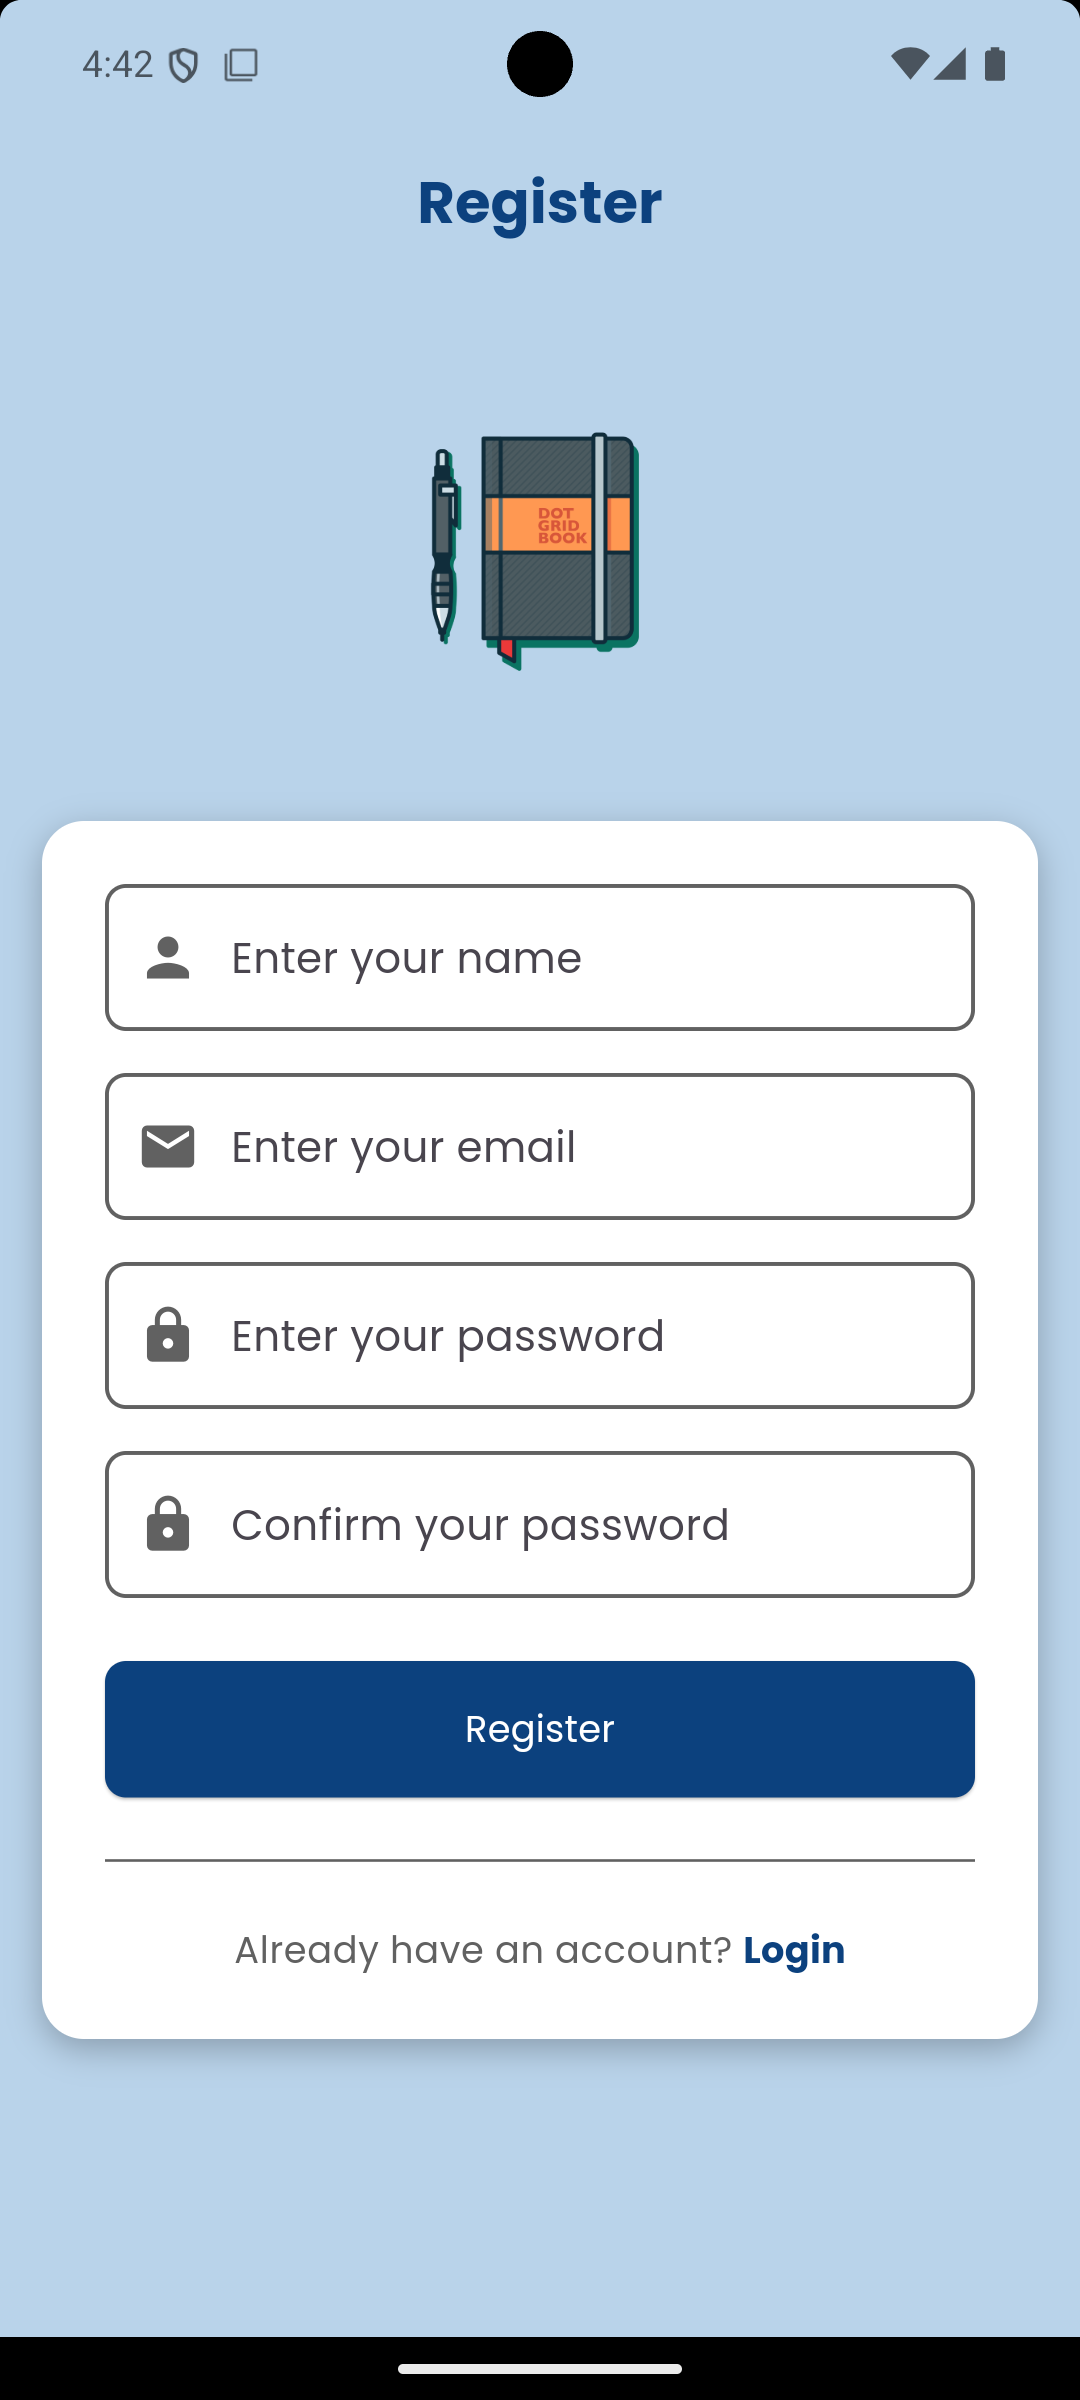 4:42
Register
DOT
GRID
BOOK
Enter your name
Enter your email
Enter your password
Confirm your password
Register
Already have an account? Login